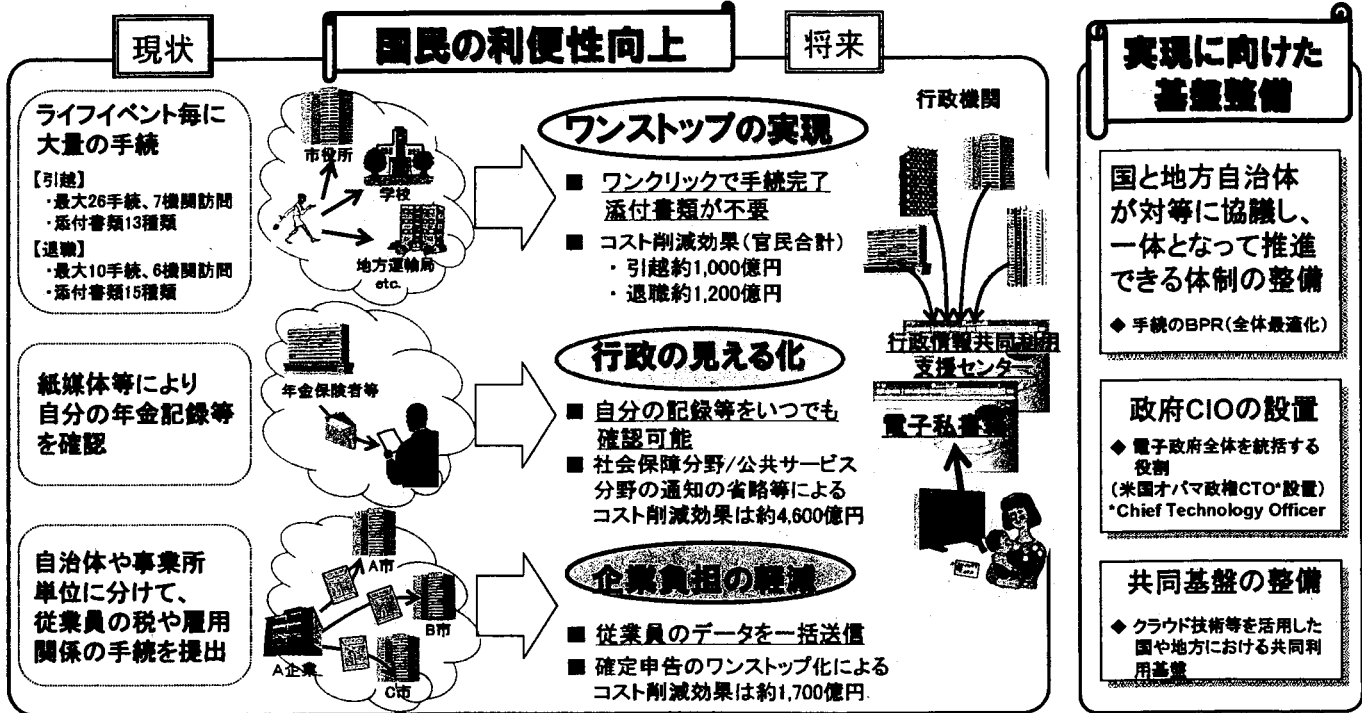 現状
国民の利便性向上
将来
ライフイベント毎に
大量の手続
【引越】
・最大26手続、7機関訪問
・添付書類13種類
【退職】
・最大10手続、6機関訪問
・添付書類15種類
市役所
学校
地方運輸局
etc.
ワンストップの実現
■ ワンクリックで手続完了
添付書類が不要
■ コスト削減効果(官民合計)
・引越約1,000億円
・退職約1,200億円
紙媒体等により
自分の年金記録等
を確認
年金保険者等
行政の見える化
■ 自分の記録等をいつでも
確認可能
■ 社会保障分野/公共サービス
分野の通知の省略等による
コスト削減効果は約4,600億円
自治体や事業所
単位に分けて、
従業員の税や雇用
関係の手続を提出
A市
B市
C市
A企業
企業負担の軽減
■ 従業員のデータを一括送信
■ 確定申告のワンストップ化による
コスト削減効果は約1,700億円
行政機関
行政情報共同利用
支援センター
電子私書箱
実現に向けた
基盤整備
国と地方自治体
が対等に協議し、
一体となって推進
できる体制の整備
◆ 手続のBPR(全体最適化)
政府CIOの設置
◆ 電子政府全体を統括する
役割
(米国オバマ政権CTO*設置)
*Chief Technology Officer
共同基盤の整備
◆ クラウド技術等を活用した
国や地方における共同利
用基盤